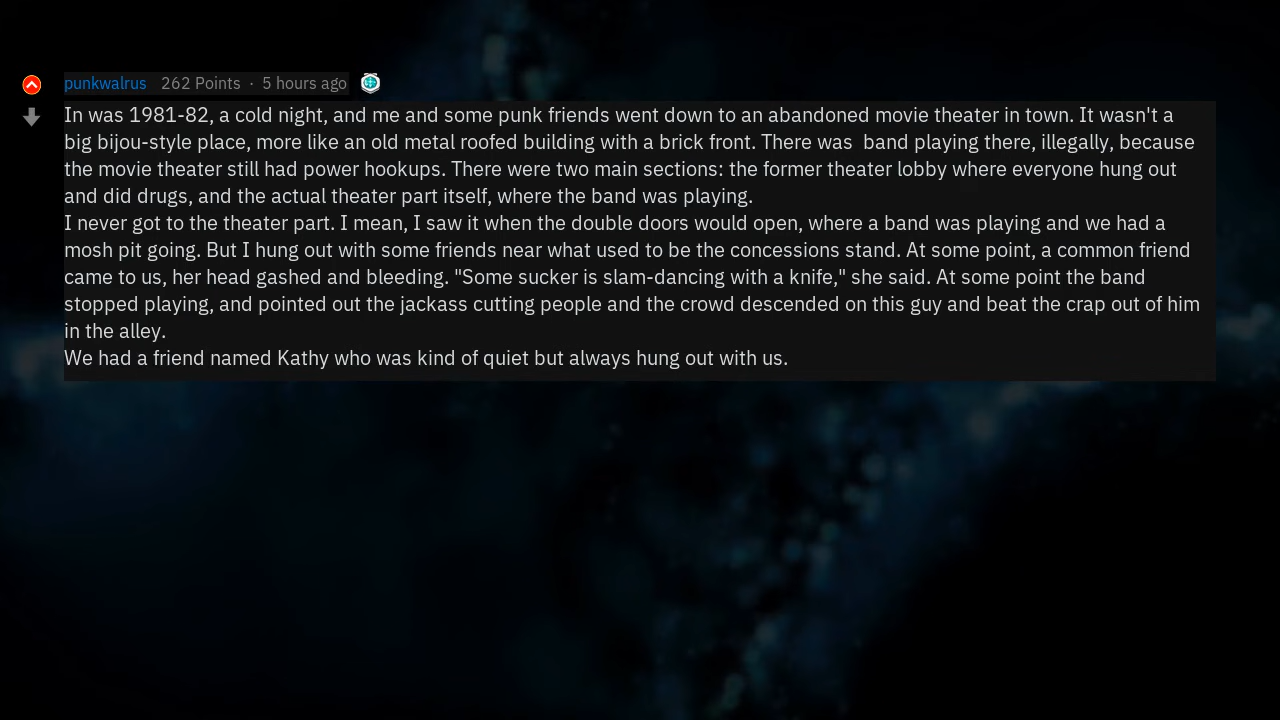 punkwalrus 262 Points · 5 hours ago
In was 1981-82, a cold night, and me and some punk friends went down to an abandoned movie theater in town. It wasn't a
big bijou-style place, more like an old metal roofed building with a brick front. There was  band playing there, illegally, because
the movie theater still had power hookups. There were two main sections: the former theater lobby where everyone hung out
and did drugs, and the actual theater part itself, where the band was playing.
I never got to the theater part. I mean, I saw it when the double doors would open, where a band was playing and we had a
mosh pit going. But I hung out with some friends near what used to be the concessions stand. At some point, a common friend
came to us, her head gashed and bleeding. "Some sucker is slam-dancing with a knife," she said. At some point the band
stopped playing, and pointed out the jackass cutting people and the crowd descended on this guy and beat the crap out of him
in the alley.
We had a friend named Kathy who was kind of quiet but always hung out with us.